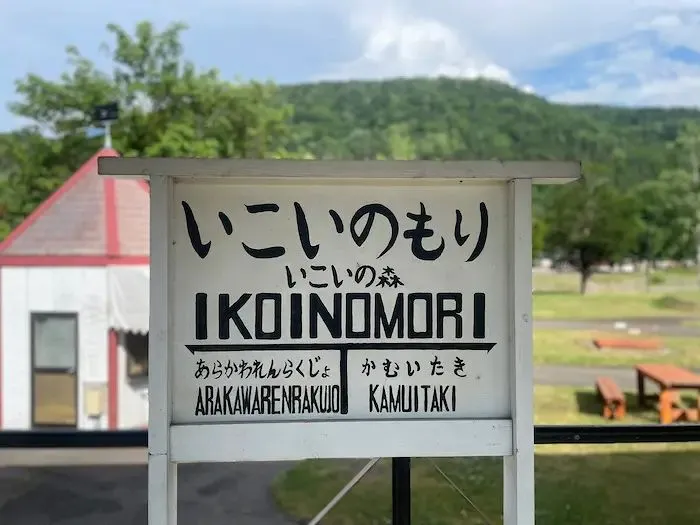 いこいのもり
いこいの森
IKOINOMORI
あらかわれんらくじょ かむいたき
ARAKAWARENRAKUJO KAMUITAKI